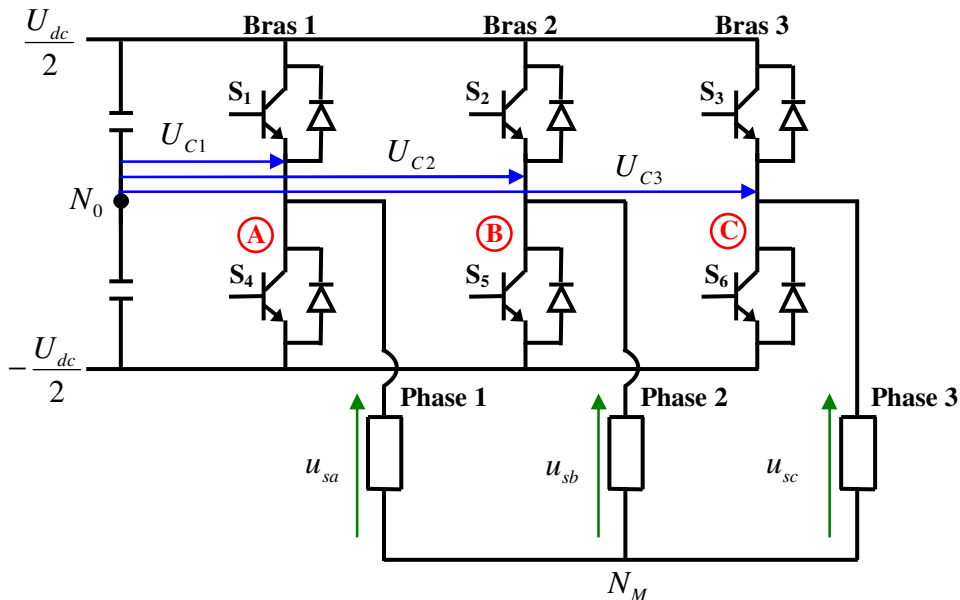 U_dc/2
Bras 1 Bras 2 Bras 3
S₁ S₂ S₃
U_C1
U_C2
U_C3
N₀
A B C
S₄ S₅ S₆
-U_dc/2
Phase 1 Phase 2 Phase 3
u_sa u_sb u_sc
N_M